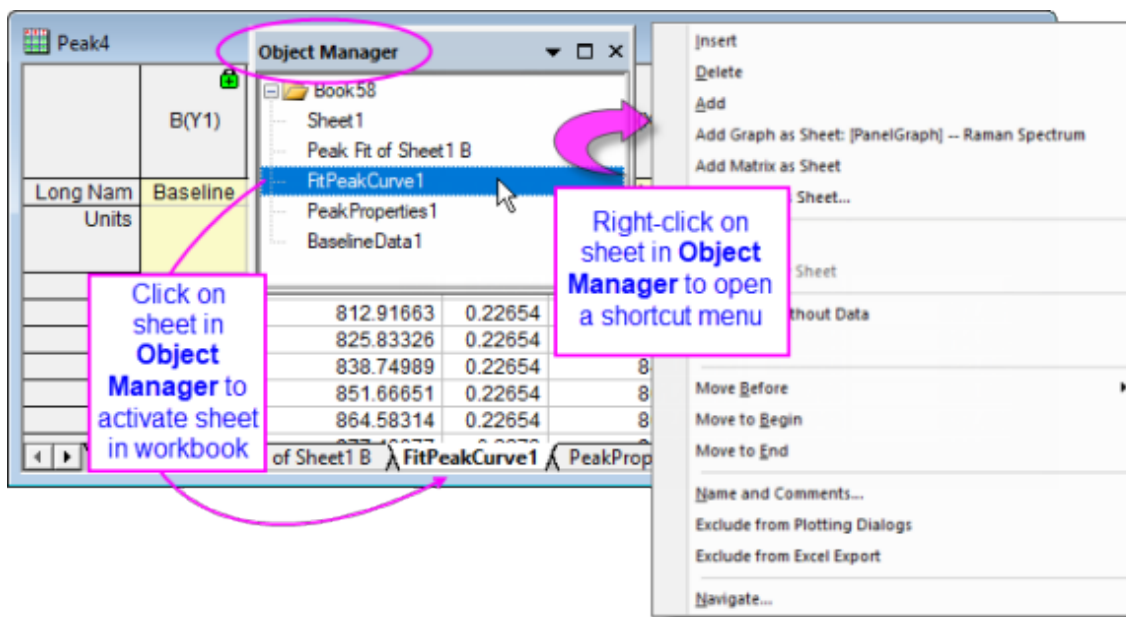 Peak4
Object Manager
B(Y1)
Long Nam
Baseline
Units
Book58
Sheet1
Peak Fit of Sheet1 B
FitPeakCurve1
PeakProperties1
BaselineData1
812.91663 0.22654
825.83326 0.22654
838.74989 0.22654
851.66651 0.22654
864.58314 0.22654
of Sheet1 B
FitPeakCurve1
PeakProp
Click on
sheet in
Object
Manager to
activate sheet
in workbook
Right-click on
sheet in Object
Manager to open
a shortcut menu
Insert
Delete
Add
Add Graph as Sheet: [PanelGraph] -- Raman Spectrum
Add Matrix as Sheet
Sheet...
Sheet
thout Data
Move Before
Move to Begin
Move to End
Name and Comments...
Exclude from Plotting Dialogs
Exclude from Excel Export
Navigate...